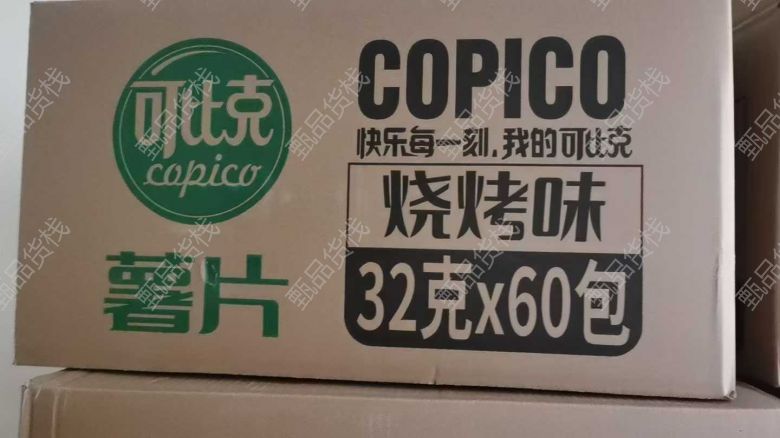 可比克
copico
薯片
COPICO
快乐每一刻,我的可比克
烧烤味
32克x60包
甄品货栈